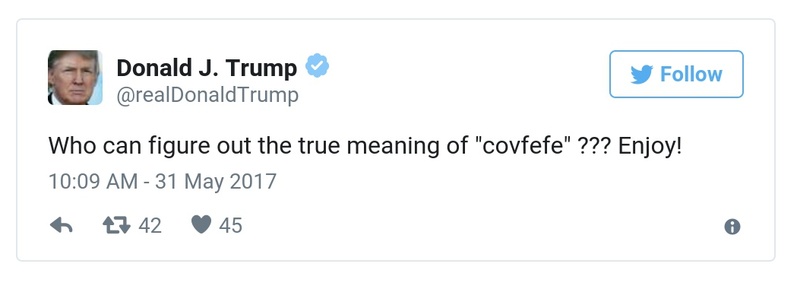 Donald J. Trump
@realDonaldTrump
Follow
Who can figure out the true meaning of "covfefe" ??? Enjoy!
10:09 AM - 31 May 2017
42 45